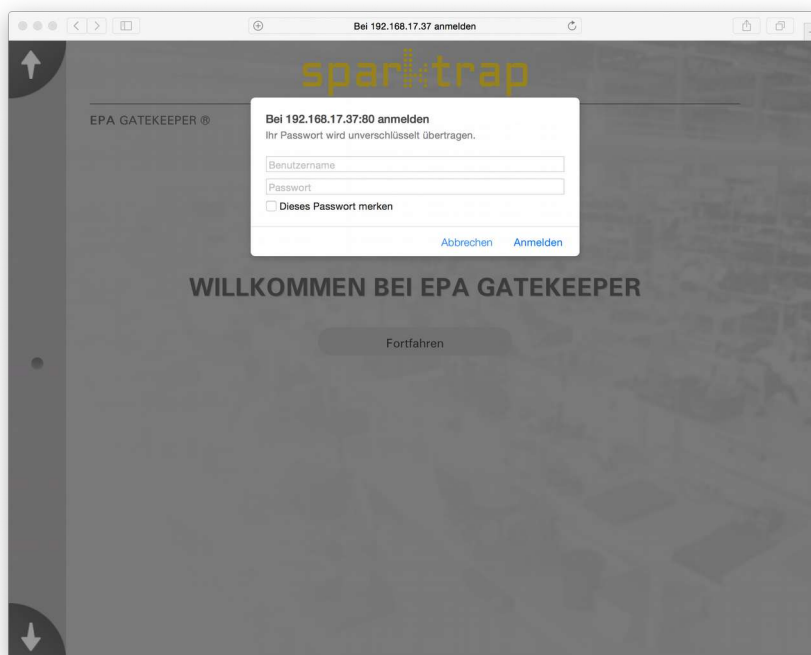 Bei 192.168.17.37 anmelden
sparktrap
EPA GATEKEEPER ®
Bei 192.168.17.37:80 anmelden
Ihr Passwort wird unverschlüsselt übertragen.
Benutzername
Passwort
Dieses Passwort merken
Abbrechen Anmelden
WILLKOMMEN BEI EPA GATEKEEPER
Fortfahren